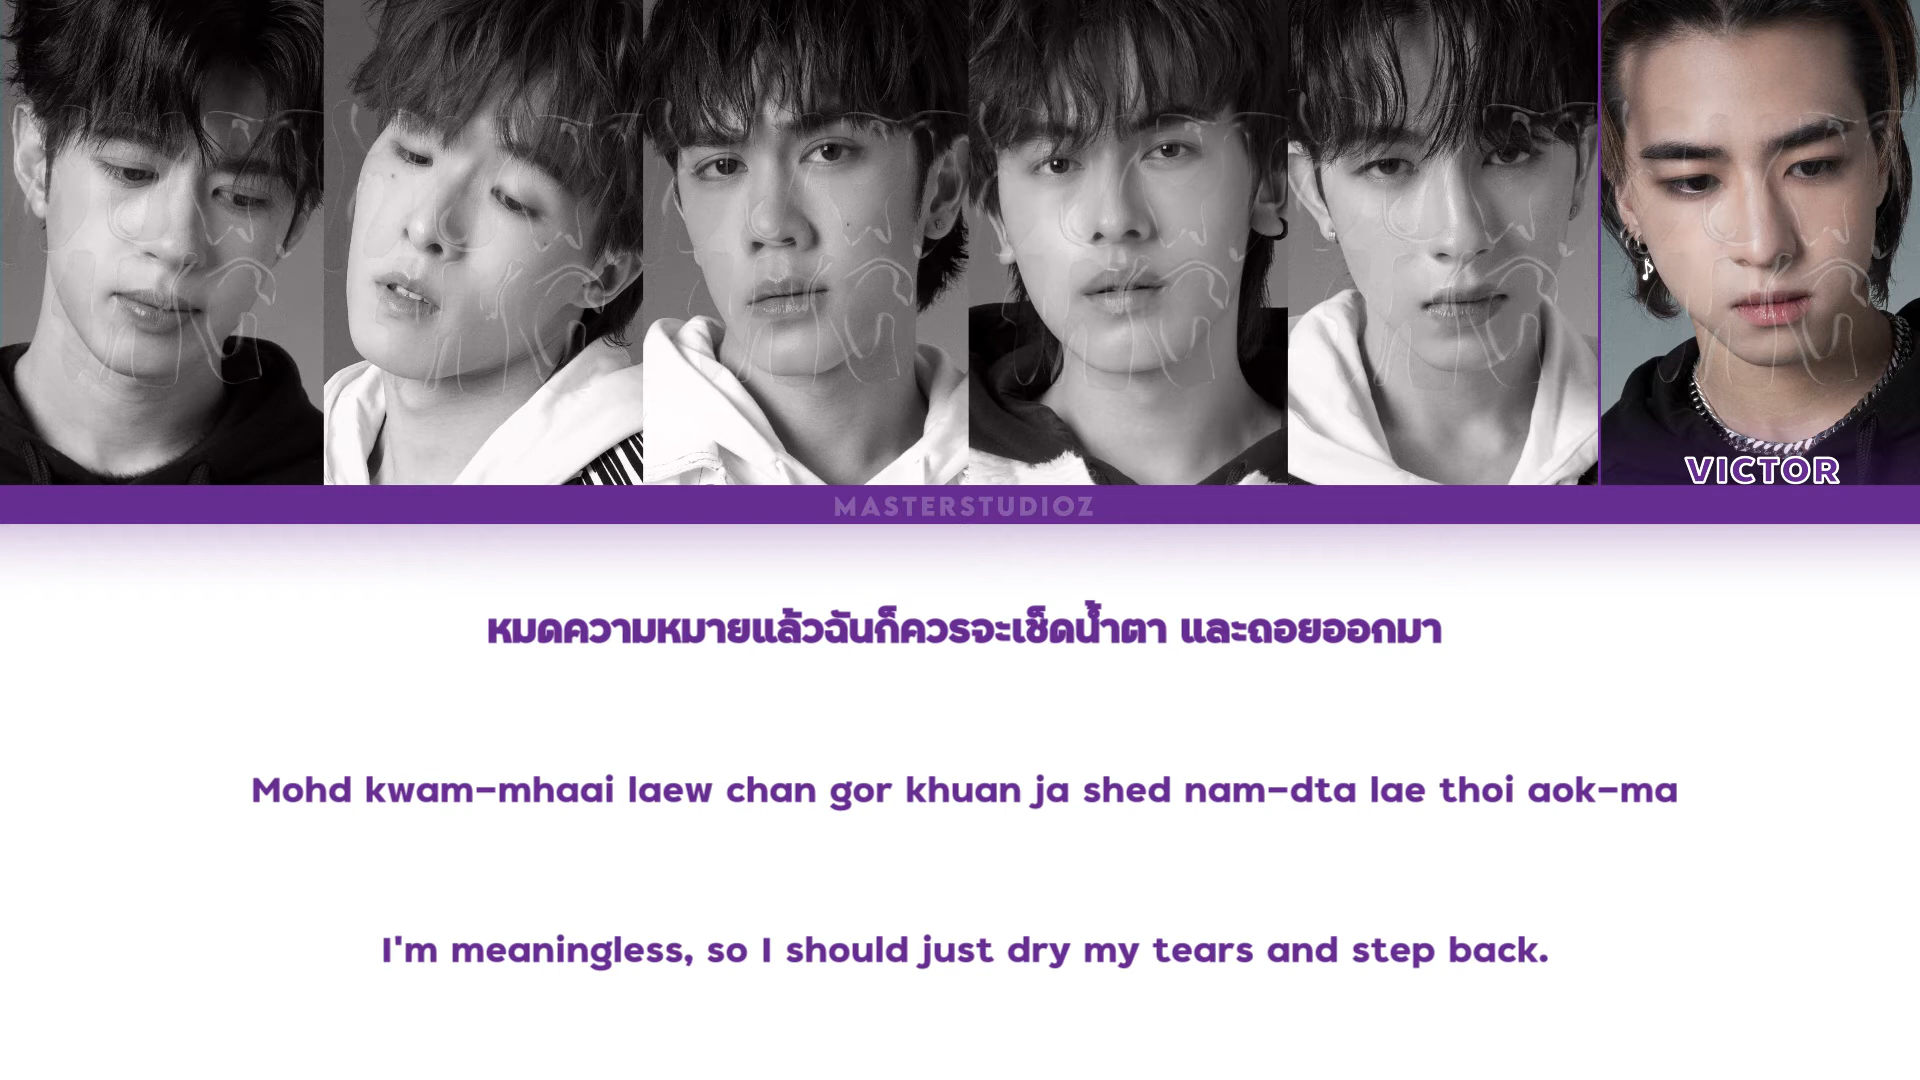 VICTOR
MASTERSTUDIOZ
หมดความหมายแล้วฉันก็ควรจะเช็ดน้ำตา และถอยออกมา
Mohd kwam-mhaai laew chan gor khuan ja shed nam-dta lae thoi aok-ma
I'm meaningless, so I should just dry my tears and step back.